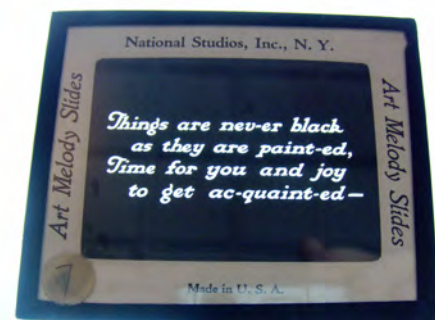 National Studios, Inc., N. Y.
Art Melody Slides
Things are nev-er black
as they are paint-ed,
Time for you and joy
to get ac-quaint-ed—
Art Melody Slides
Made in U. S. A.